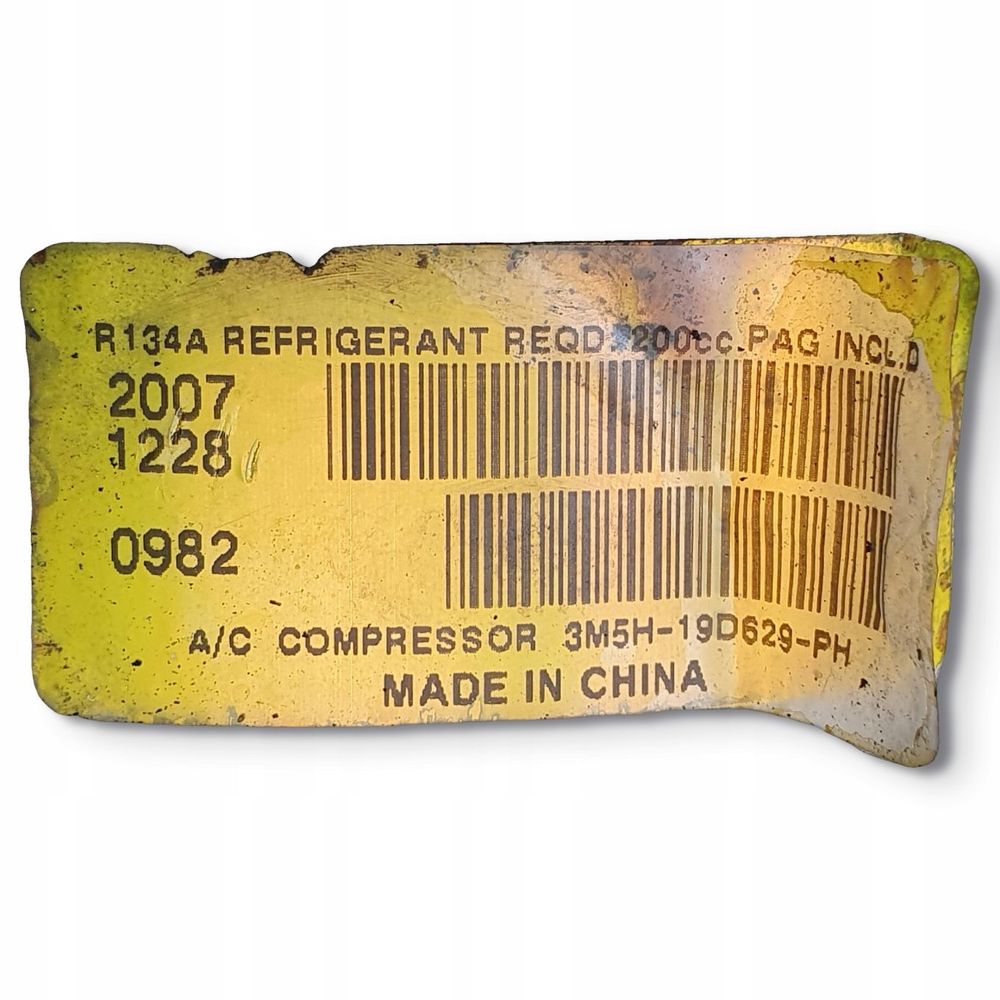 R134A REFRIGERANT REQD. 200cc PAG INCL.D
2007
1228
0982
A/C COMPRESSOR 3M5H-19D629-PH
MADE IN CHINA